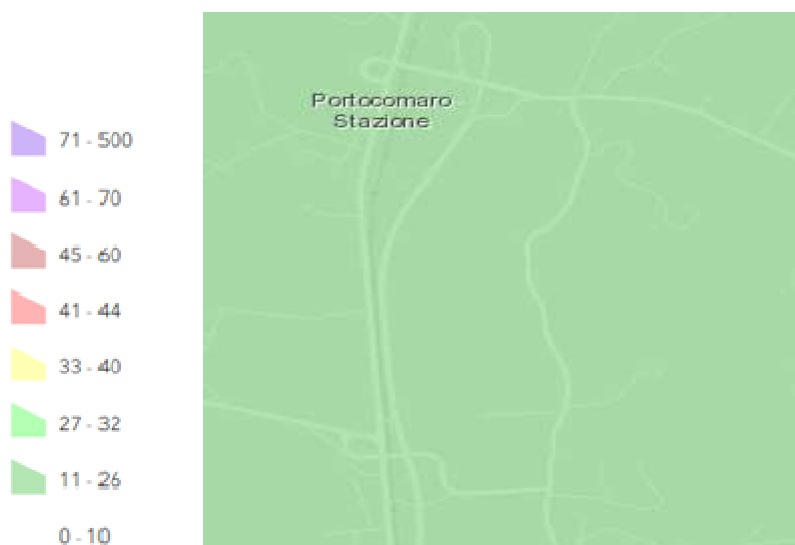 Portocomaro
Stazione
71 - 500
61 - 70
45 - 60
41 - 44
33 - 40
27 - 32
11 - 26
0 - 10